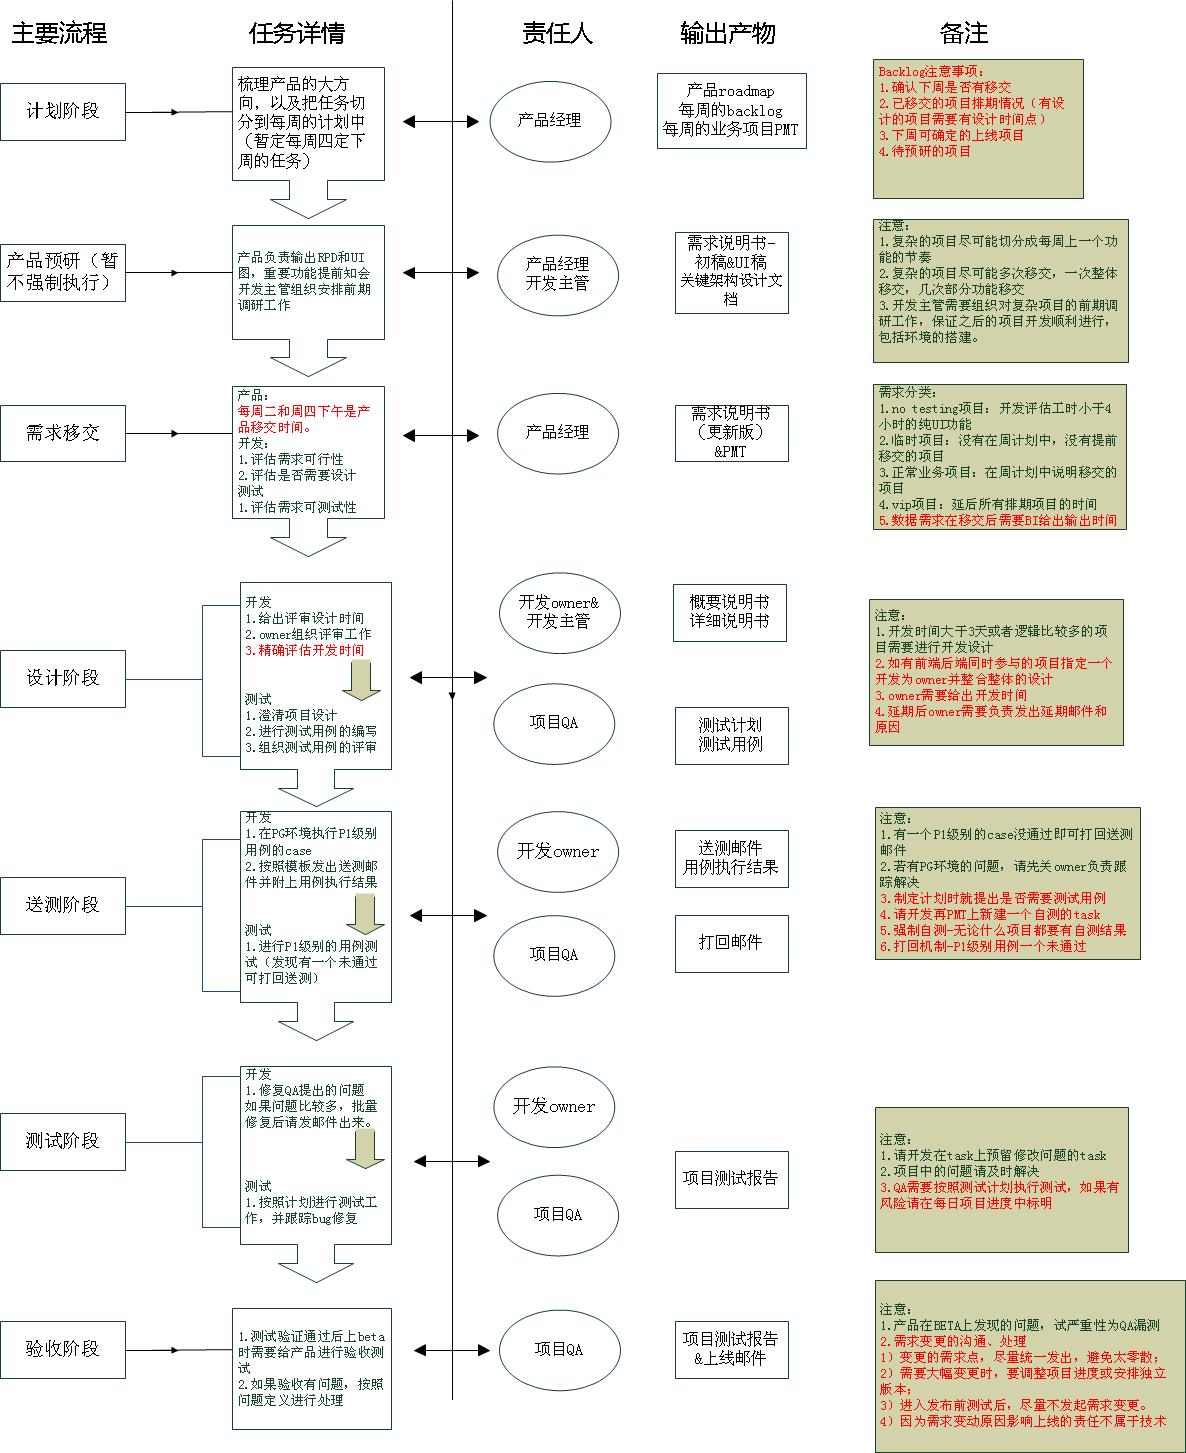 主要流程
任务详情
责任人
输出产物
备注
计划阶段
梳理产品的大方
向，以及把任务切
分到每周的计划中
（暂定每周四定下
周的任务）
产品经理
产品roadmap
每周的backlog
每周的业务项目PMT
Backlog注意事项：
1.确认下周是否有移交
2.已移交的项目排期情况（有设
计的项目需要有设计时间点）
3.下周可确定的上线项目
4.待预研的项目
产品预研（暂
不强制执行）
产品负责输出RPD和UI
图，重要功能提前知会
开发主管组织安排前期
调研工作
产品经理
开发主管
需求说明书-
初稿&UI稿
关键架构设计文
档
注意：
1.复杂的项目尽可能切分成每周上一个功
能的节奏
2.复杂的项目尽可能多次移交，一次整体
移交，几次部分功能移交
3.开发主管需要组织对复杂项目的前期调
研工作，保证之后的项目开发顺利进行，
包括环境的搭建。
需求移交
产品：
每周二和周四下午是产
品移交时间。
开发：
1.评估需求可行性
2.评估是否需要设计
测试
1.评估需求可测试性
产品经理
需求说明书
（更新版）
&PMT
需求分类：
1.no testing项目：开发评估工时小于4
小时的纯UI功能
2.临时项目：没有在周计划中，没有提前
移交的项目
3.正常业务项目：在周计划中说明移交的
项目
4.vip项目：延后所有排期项目的时间
5.数据需求在移交后需要BI给出输出时间
设计阶段
开发
1.给出评审设计时间
2.owner组织评审工作
3.精确评估开发时间
测试
1.澄清项目设计
2.进行测试用例的编写
3.组织测试用例的评审
开发owner&
开发主管
项目QA
概要说明书
详细说明书
测试计划
测试用例
注意：
1.开发时间大于3天或者逻辑比较多的项
目需要进行开发设计
2.如有前端后端同时参与的项目指定一个
开发为owner并整合整体的设计
3.owner需要给出开发时间
4.延期后owner需要负责发出延期邮件和
原因
送测阶段
开发
1.在PG环境执行P1级别
用例的case
2.按照模板发出送测邮
件并附上用例执行结果
测试
1.进行P1级别的用例测
试（发现有一个未通过
可打回送测）
开发owner
项目QA
送测邮件
用例执行结果
打回邮件
注意：
1.有一个P1级别的case没通过即可打回送测
邮件
2.若有PG环境的问题，请先关owner负责跟
踪解决
3.制定计划时就提出是否需要测试用例
4.请开发再PMT上新建一个自测的task
5.强制自测-无论什么项目都要有自测结果
6.打回机制-P1级别用例一个未通过
测试阶段
开发
1.修复QA提出的问题
如果问题比较多，批量
修复后请发邮件出来。
测试
1.按照计划进行测试工
作，并跟踪bug修复
开发owner
项目QA
项目测试报告
注意：
1.请开发在task上预留修改问题的task
2.项目中的问题请及时解决
3.QA需要按照测试计划执行测试，如果有
风险请在每日项目进度中标明
验收阶段
1.测试验证通过后上beta
时需要给产品进行验收测
试
2.如果验收有问题，按照
问题定义进行处理
项目QA
项目测试报告
&上线邮件
注意：
1.产品在BETA上发现的问题，试严重性为QA漏测
2.需求变更的沟通、处理
1）变更的需求点，尽量统一发出，避免太零散；
2）需要大幅变更时，要调整项目进度或安排独立
版本；
3）进入发布前测试后，尽量不发起需求变更。
4）因为需求变动原因影响上线的责任不属于技术